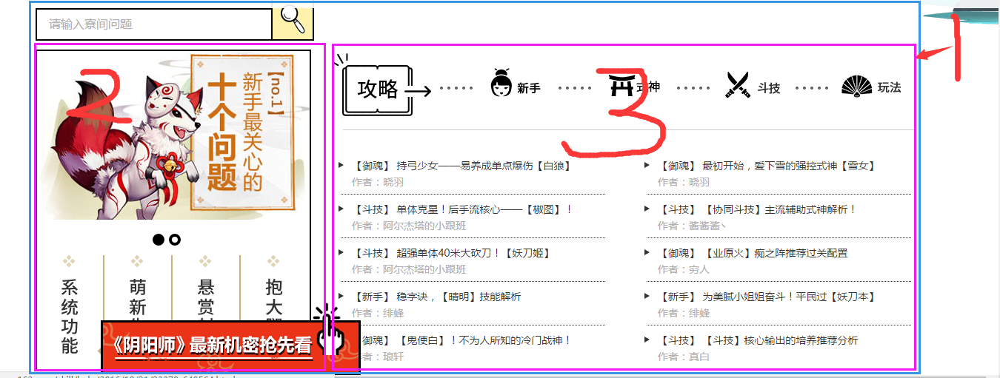 请输入寮间问题
1
2
【no.1】
新手最关心的
十个问题
系统功能
萌新
悬赏
抱大
《阴阳师》最新机密抢先看
3
攻略
新手
式神
斗技
玩法
【御魂】 持弓少女——易养成单点爆伤【白狼】
作者：晓羽
【斗技】 单体克星！后手流核心——【椒图】！
作者：阿尔杰塔的小跟班
【斗技】 超强单体40米大砍刀！【妖刀姬】
作者：阿尔杰塔的小跟班
【新手】 稳字诀，【晴明】技能解析
作者：绯蜂
御魂】 【鬼使白】！不为人所知的冷门战神！
者：琅轩
【御魂】 最初开始，爱下雪的强控式神【雪女】
作者：晓羽
【斗技】 【协同斗技】主流辅助式神解析！
作者：酱酱酱丶
【御魂】 【业原火】痴之阵推荐过关配置
作者：穷人
【新手】 为美腻小姐姐奋斗！平民过【妖刀本】
作者：绯蜂
【斗技】 【斗技】核心输出的培养推荐分析
作者：真白